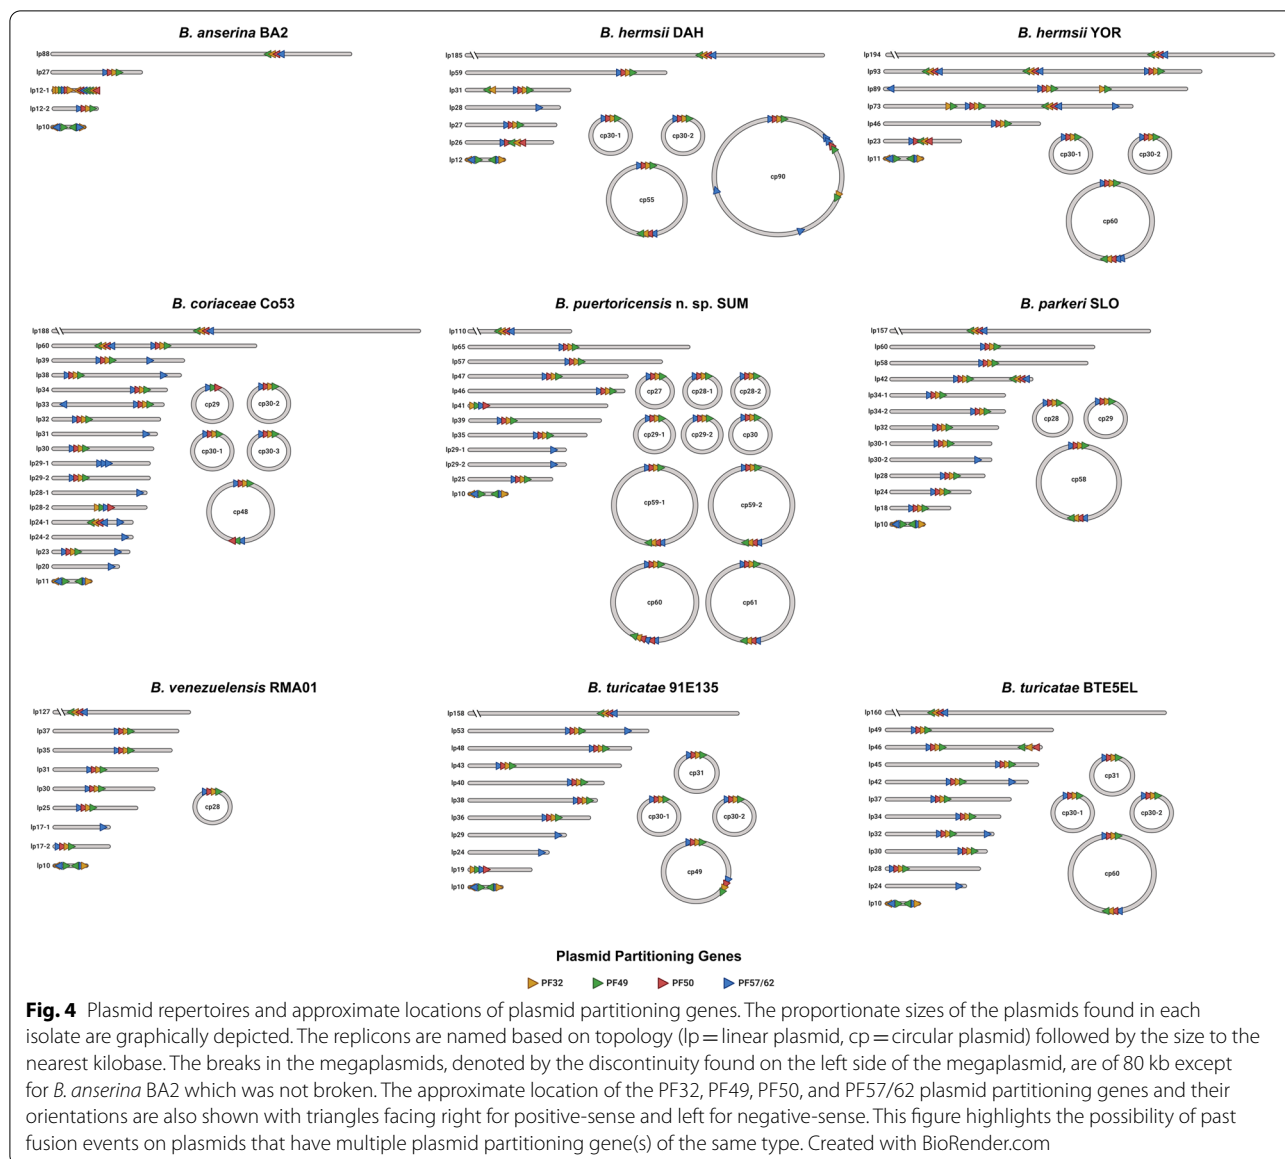 B. anserina BA2
lp88
lp27
lp12-1
lp12-2
lp10
B. hermsii DAH
lp185
lp59
lp31
lp28
lp27
lp26
lp12
cp30-1
cp30-2
cp55
cp90
B. hermsii YOR
lp194
lp93
lp89
lp73
lp46
lp23
lp11
cp30-1
cp30-2
cp60
B. coriaceae Co53
lp188
lp60
lp39
lp38
lp34
lp33
lp32
lp31
lp30
lp29-1
lp29-2
lp28-1
lp28-2
lp24-1
lp24-2
lp23
lp20
lp11
cp29
cp30-2
cp30-1
cp30-3
cp48
B. puertoricensis n. sp. SUM
lp110
lp65
lp57
lp47
lp46
lp41
lp39
lp35
lp29-1
lp29-2
lp25
lp10
cp27
cp28-1
cp28-2
cp29-1
cp29-2
cp30
cp59-1
cp59-2
cp60
cp61
B. parkeri SLO
lp157
lp60
lp58
lp42
lp34-1
lp34-2
lp32
lp30-1
lp30-2
lp28
lp24
lp18
lp10
cp28
cp29
cp58
B. venezuelensis RMA01
lp127
lp37
lp35
lp31
lp30
lp25
lp17-1
lp17-2
lp10
cp28
B. turicatae 91E135
lp158
lp53
lp48
lp43
lp40
lp38
lp36
lp29
lp24
lp19
lp10
cp31
cp30-1
cp30-2
cp49
B. turicatae BTE5EL
lp160
lp49
lp46
lp45
lp42
lp37
lp34
lp32
lp30
lp28
lp24
lp10
cp31
cp30-1
cp30-2
cp60
Plasmid Partitioning Genes
PF32 PF49 PF50 PF57/62
Fig. 4 Plasmid repertoires and approximate locations of plasmid partitioning genes. The proportionate sizes of the plasmids found in each
isolate are graphically depicted. The replicons are named based on topology (lp = linear plasmid, cp = circular plasmid) followed by the size to the
nearest kilobase. The breaks in the megaplasmids, denoted by the discontinuity found on the left side of the megaplasmid, are of 80 kb except
for B. anserina BA2 which was not broken. The approximate location of the PF32, PF49, PF50, and PF57/62 plasmid partitioning genes and their
orientations are also shown with triangles facing right for positive-sense and left for negative-sense. This figure highlights the possibility of past
fusion events on plasmids that have multiple plasmid partitioning gene(s) of the same type. Created with BioRender.com